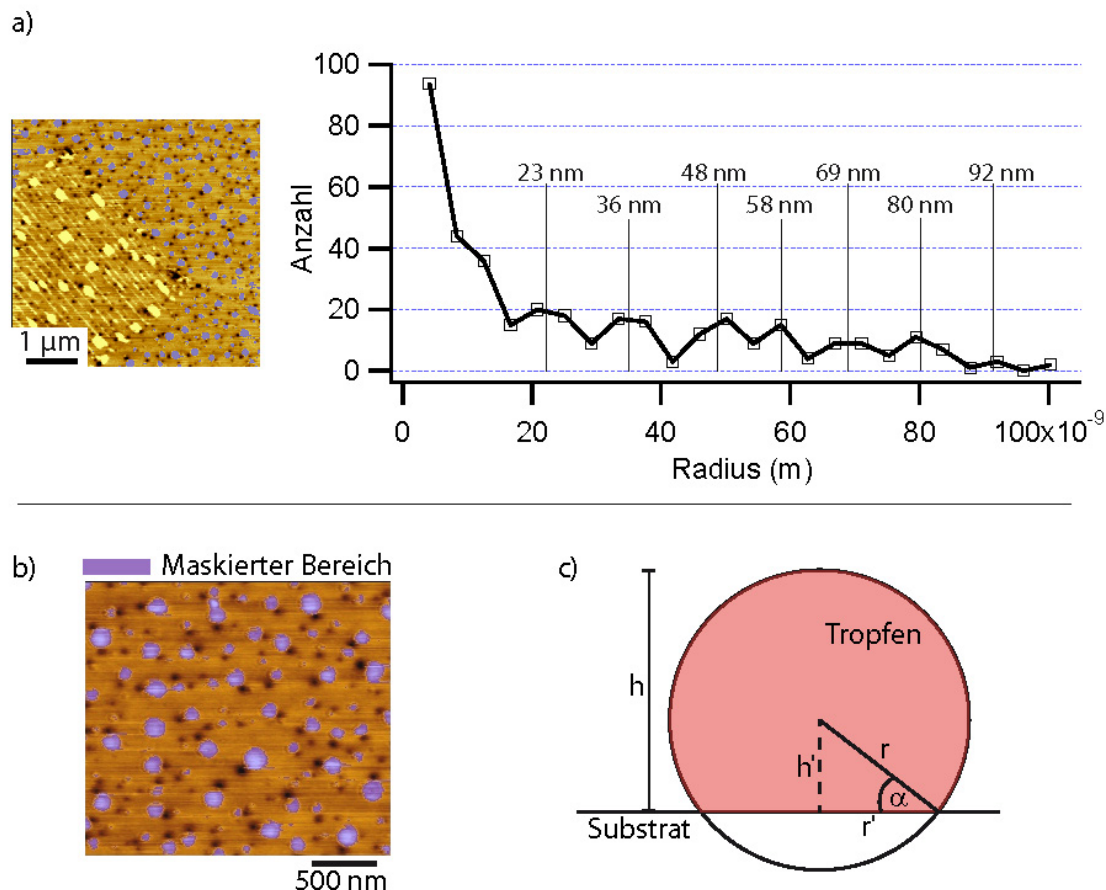 a)
100
80
60
40
20
0
Anzahl
23 nm
36 nm
48 nm
58 nm
69 nm
80 nm
92 nm
0
20
40
60
80
100x10⁻⁹
Radius (m)
1 µm
b)
Maskierter Bereich
500 nm
c)
Tropfen
h
r
h'
α
r'
Substrat